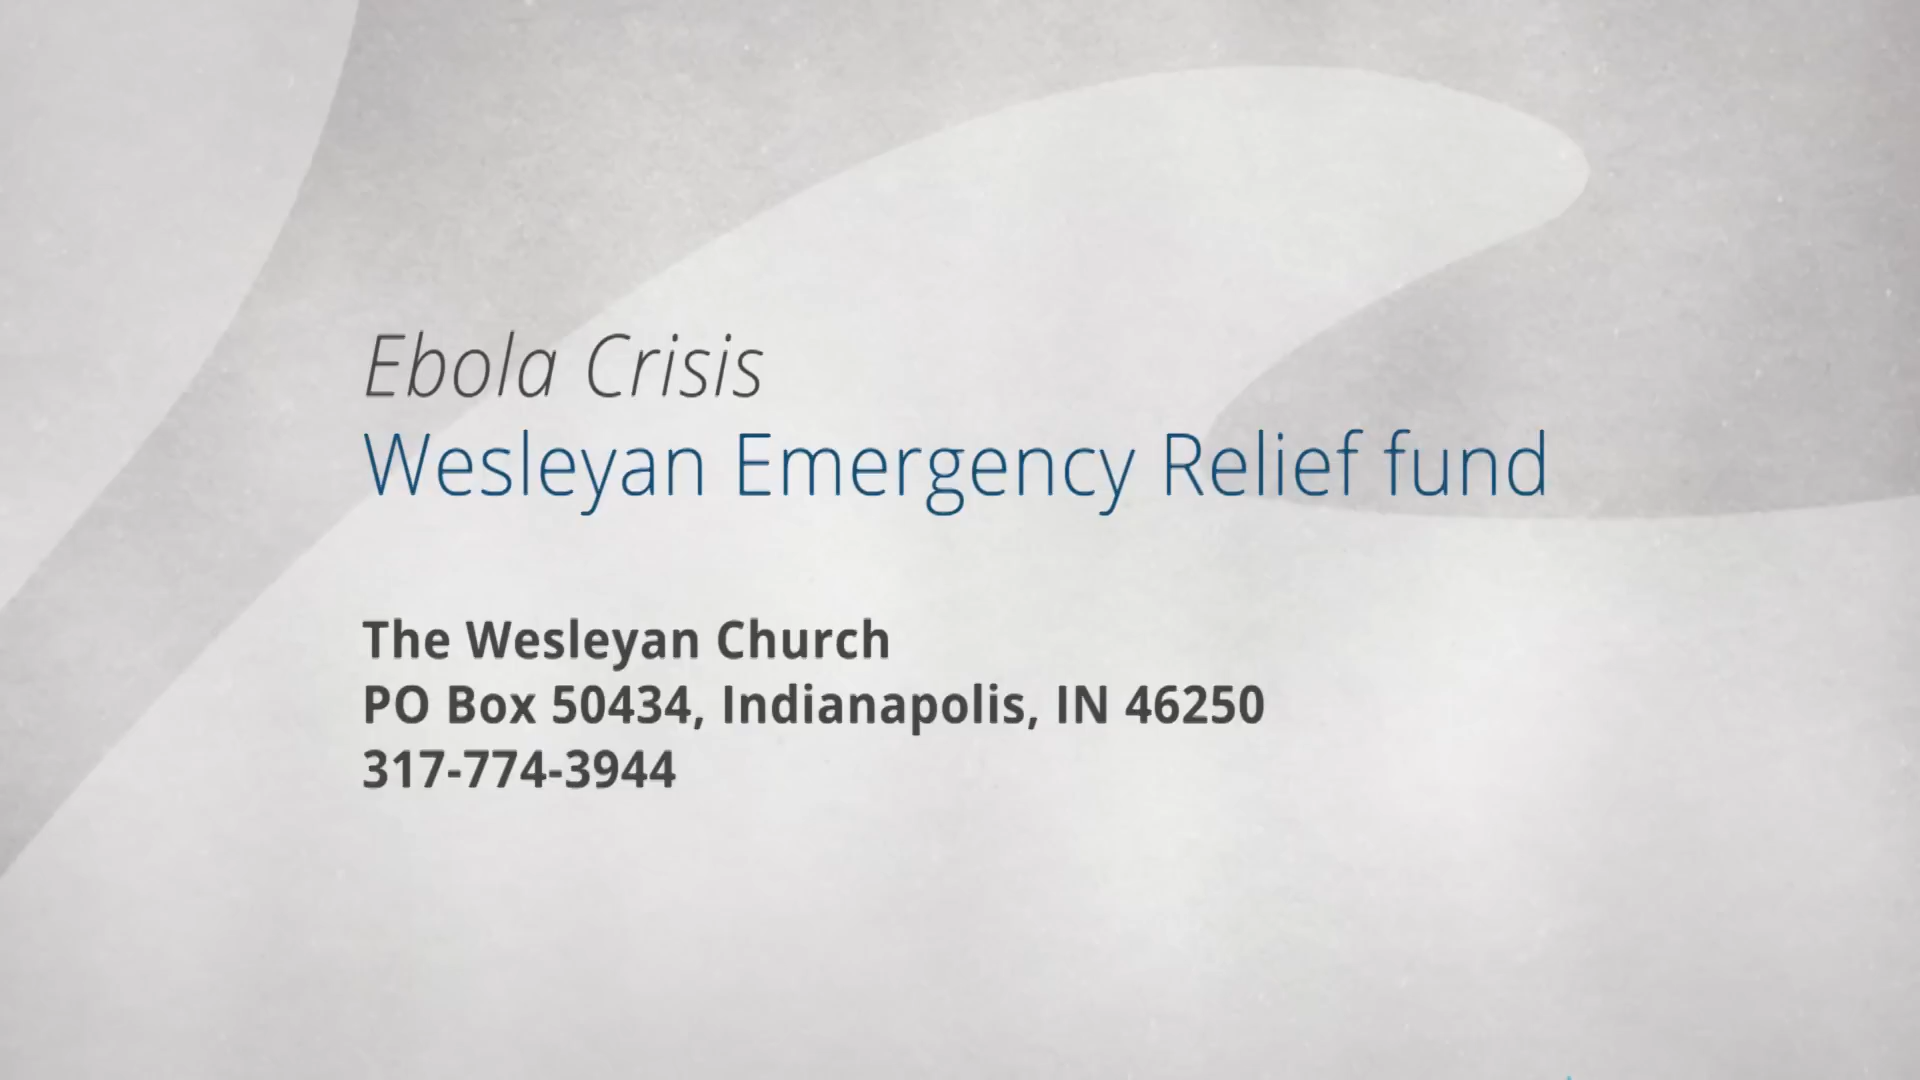 Ebola Crisis
Wesleyan Emergency Relief fund
The Wesleyan Church
PO Box 50434, Indianapolis, IN 46250
317-774-3944